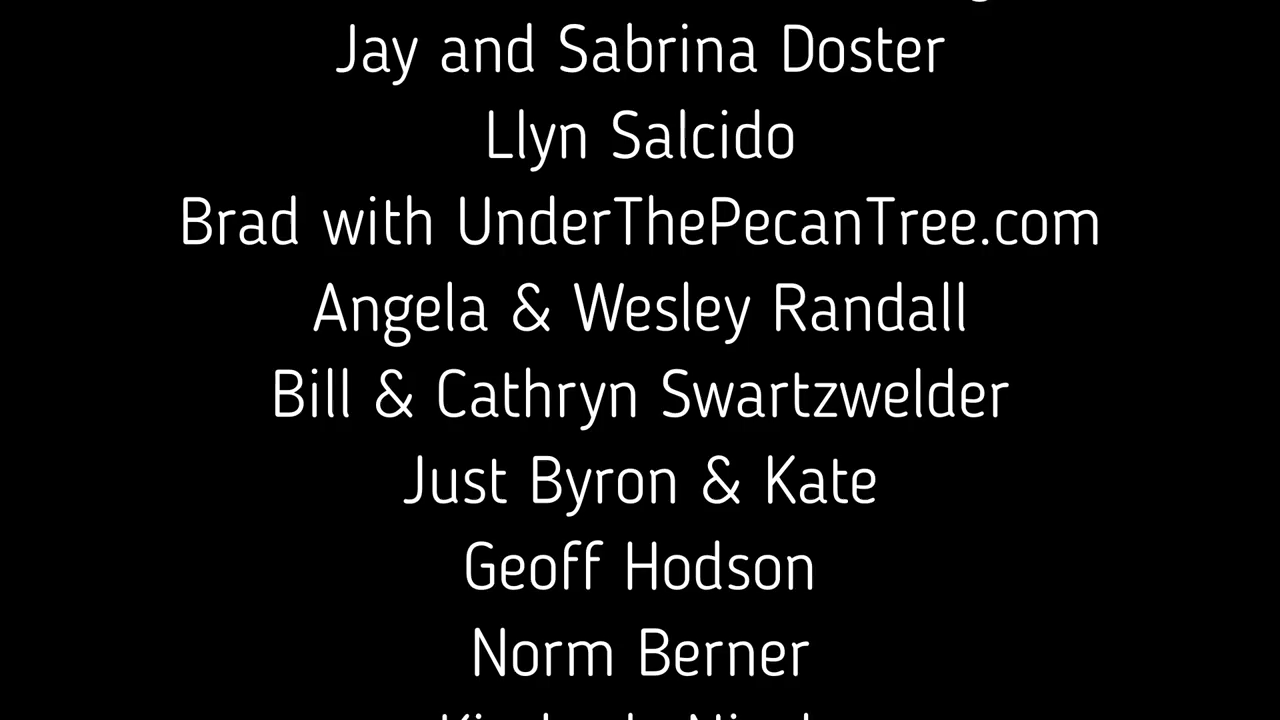 Jay and Sabrina Doster
Llyn Salcido
Brad with UnderThePecanTree.com
Angela & Wesley Randall
Bill & Cathryn Swartzwelder
Just Byron & Kate
Geoff Hodson
Norm Berner